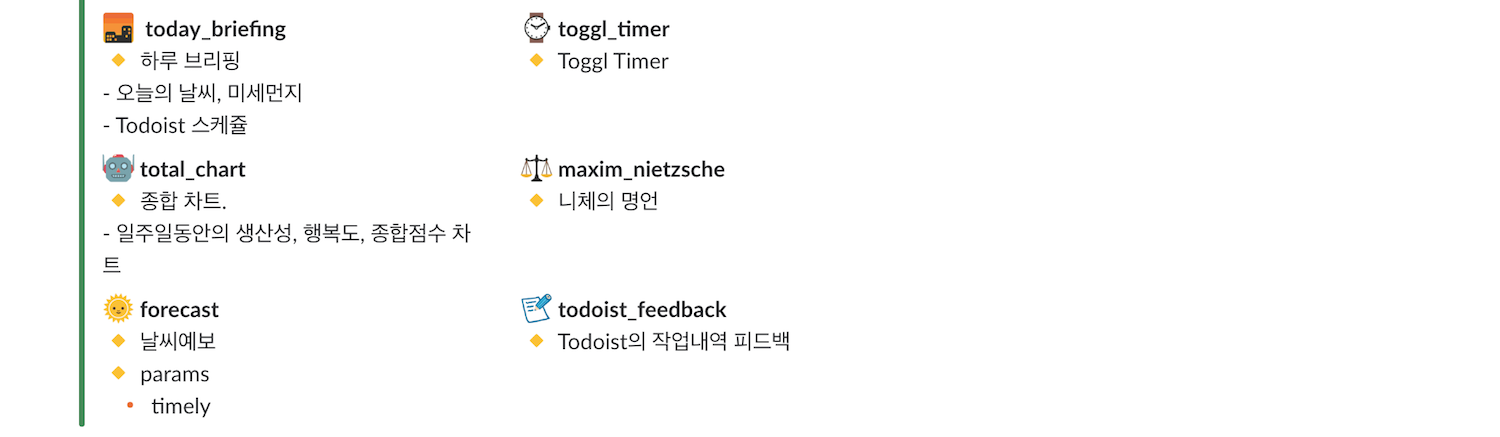 today_briefing
하루 브리핑
- 오늘의 날씨, 미세먼지
- Todoist 스케쥴
toggl_timer
Toggl Timer
total_chart
종합 차트.
- 일주일동안의 생산성, 행복도, 종합점수 차
트
maxim_nietzsche
니체의 명언
forecast
날씨예보
params
timely
todoist_feedback
Todoist의 작업내역 피드백